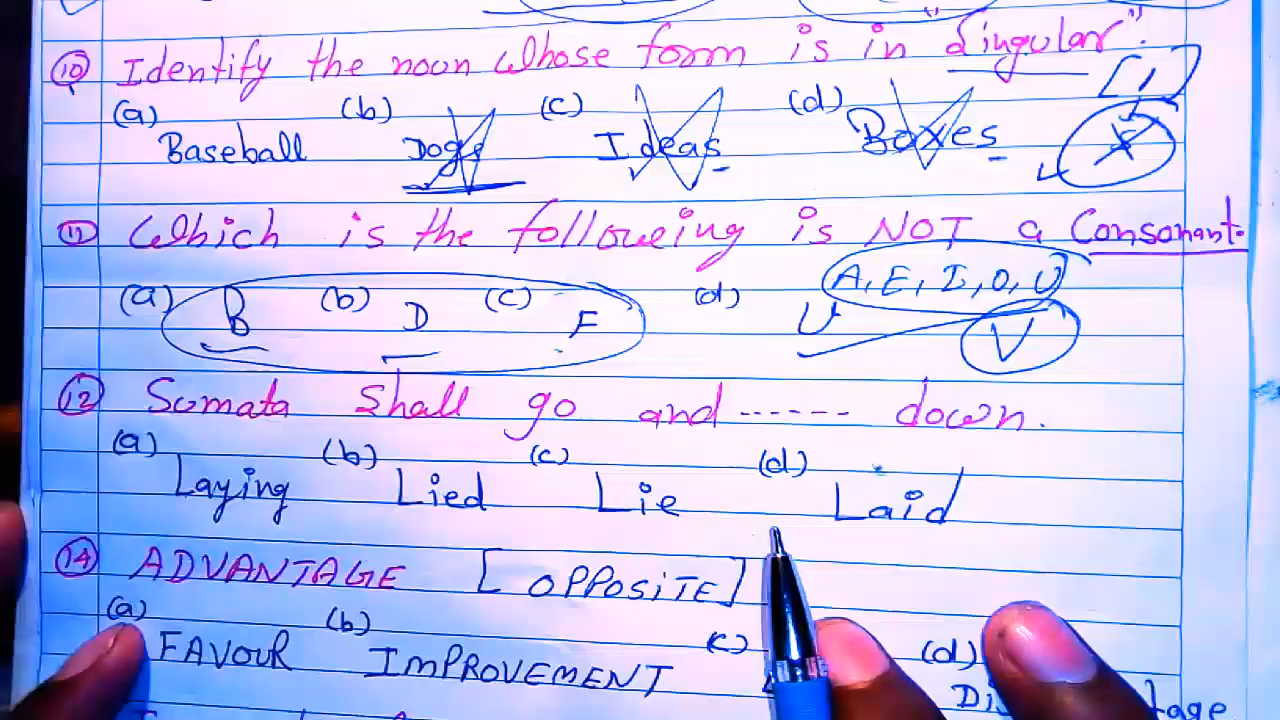 10 Identify the noun whose form is in "Singular".
[1]
(a) Baseball (b) Dogs (c) Ideas (d) Boxes
11 Which is the following is NOT a Consonant.
A, E, I, O, U
(a) B (b) D (c) F (d) U
V
12 Sumata shall go and ------ down.
(a) Laying (b) Lied (c) Lie (d) Laid
14 ADVANTAGE [OPPOSITE]
(a) FAVOUR (b) IMPROVEMENT (c) (d)